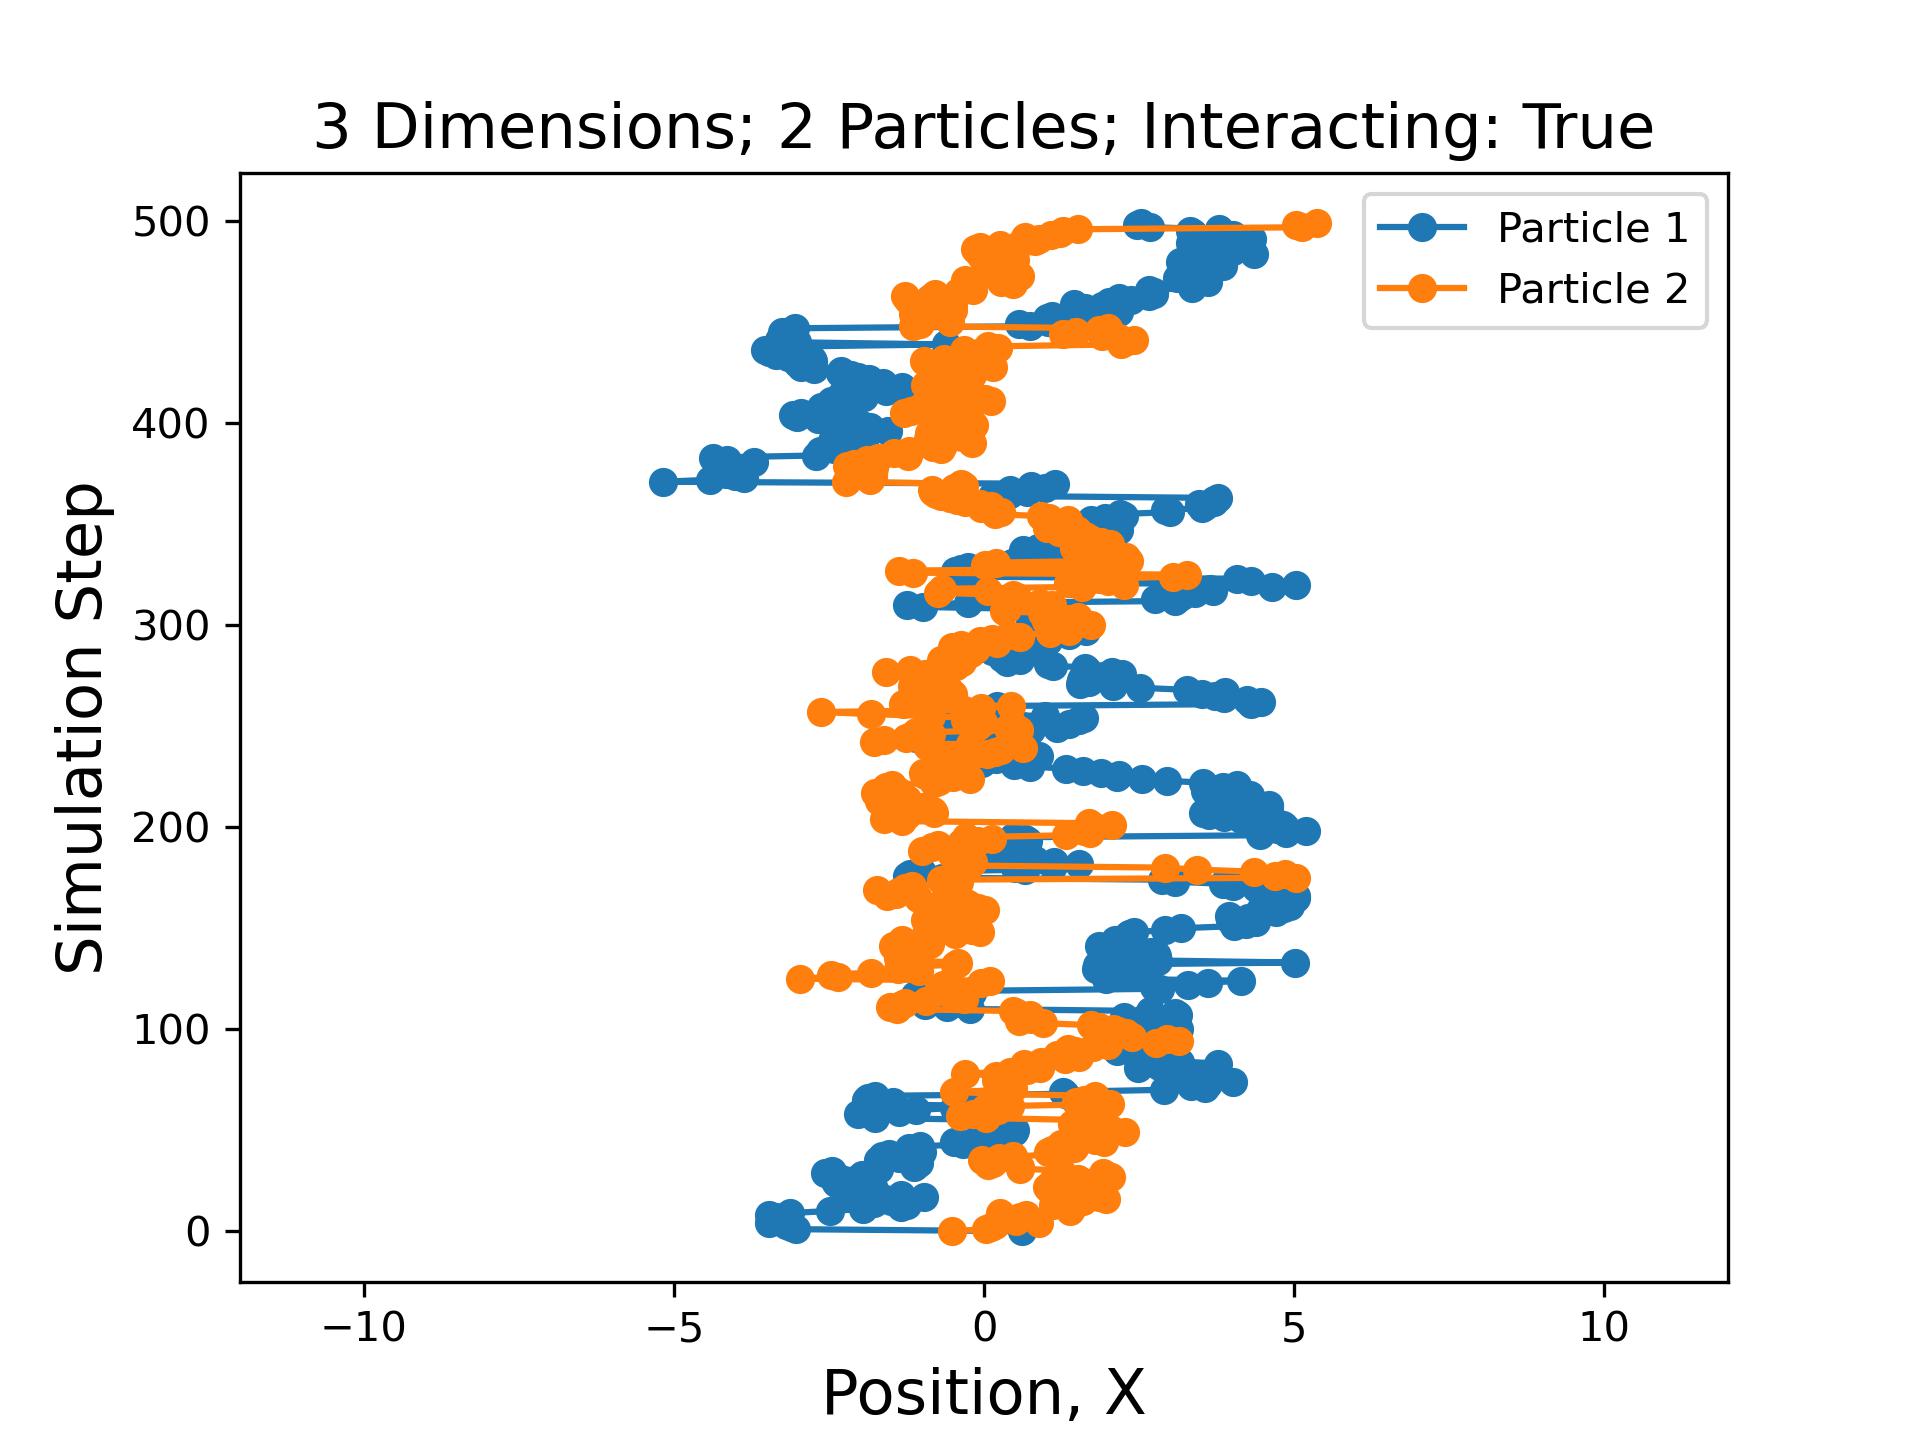 3 Dimensions; 2 Particles; Interacting: True
Particle 1
Particle 2
Simulation Step
500
400
300
200
100
0
−10
−5
0
5
10
Position, X